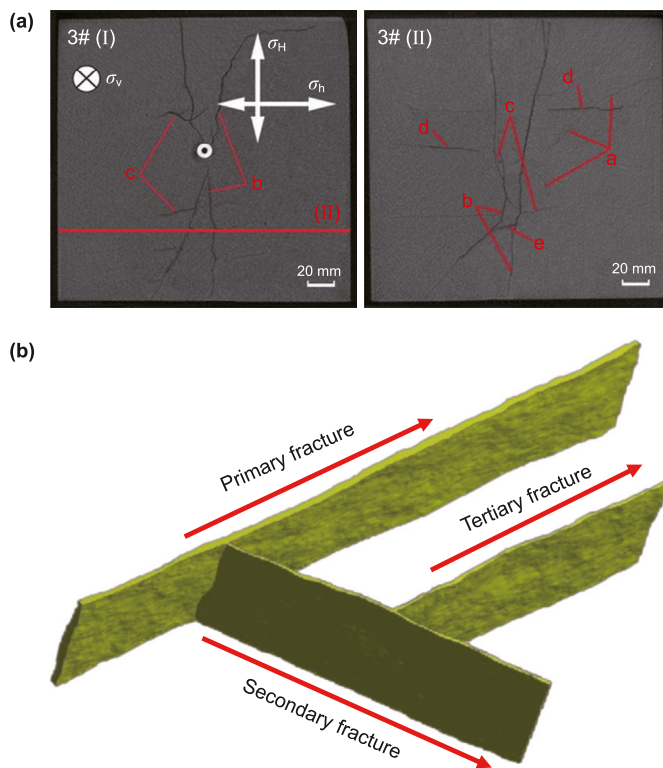 (a)
3# (I)
σH
σv
σh
c
b
(II)
20 mm
3# (II)
d
c
d
a
b
e
20 mm
(b)
Primary fracture
Tertiary fracture
Secondary fracture